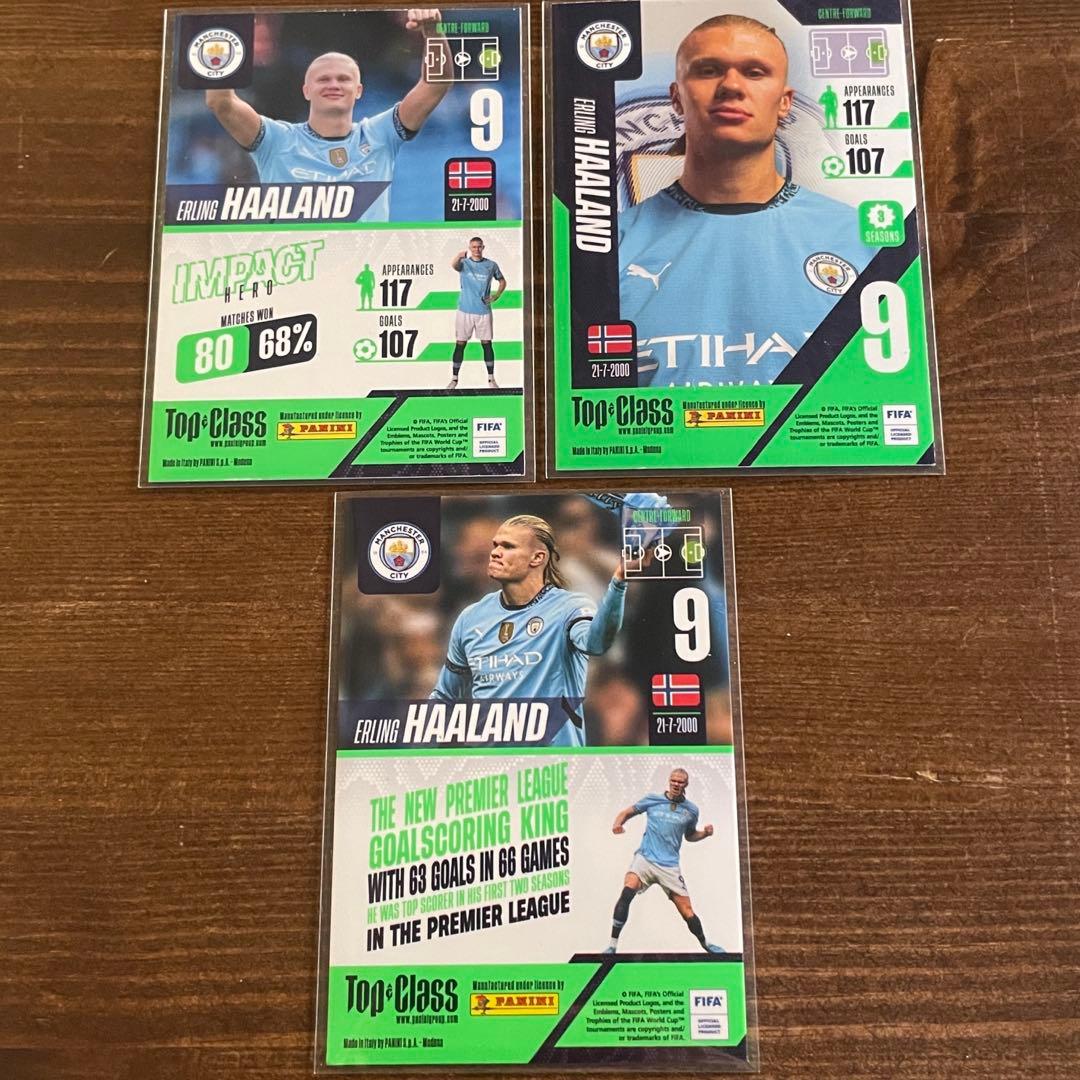 MANCHESTER
CITY
CENTRE-FORWARD
9
21-7-2000
ERLING HAALAND
IMPACT
HERO
MATCHES WON
80 68%
APPEARANCES
117
GOALS
107
Top Class
www.paninigroup.com
Manufactured under licence by
PANINI
© FIFA, FIFA's Official
Licensed Product Logos, and the
Emblems, Mascots, Posters and
Trophies of the FIFA World Cup™
tournaments are copyrights and/
or trademarks of FIFA.
FIFA
OFFICIAL
LICENSED
PRODUCT
Made in Italy by PANINI S.p.A. - Modena
MANCHESTER
CITY
CENTRE-FORWARD
APPEARANCES
117
GOALS
107
3
SEASONS
ERLING HAALAND
ETIHA
AIRWAY
9
21-7-2000
Top Class
www.paninigroup.com
Manufactured under licence by
PANINI
© FIFA, FIFA's Official
Licensed Product Logos, and the
Emblems, Mascots, Posters and
Trophies of the FIFA World Cup™
tournaments are copyrights and/
or trademarks of FIFA.
FIFA
OFFICIAL
LICENSED
PRODUCT
Made in Italy by PANINI S.p.A. - Modena
MANCHESTER
CITY
CENTRE-FORWARD
9
ETIHAD
AIRWAYS
21-7-2000
ERLING HAALAND
THE NEW PREMIER LEAGUE
GOALSCORING KING
WITH 63 GOALS IN 66 GAMES
HE WAS TOP SCORER IN HIS FIRST TWO SEASONS
IN THE PREMIER LEAGUE
Top Class
www.paninigroup.com
Manufactured under licence by
PANINI
© FIFA, FIFA's Official
Licensed Product Logos, and the
Emblems, Mascots, Posters and
Trophies of the FIFA World Cup™
tournaments are copyrights and/
or trademarks of FIFA.
FIFA
OFFICIAL
LICENSED
PRODUCT
Made in Italy by PANINI S.p.A. - Modena